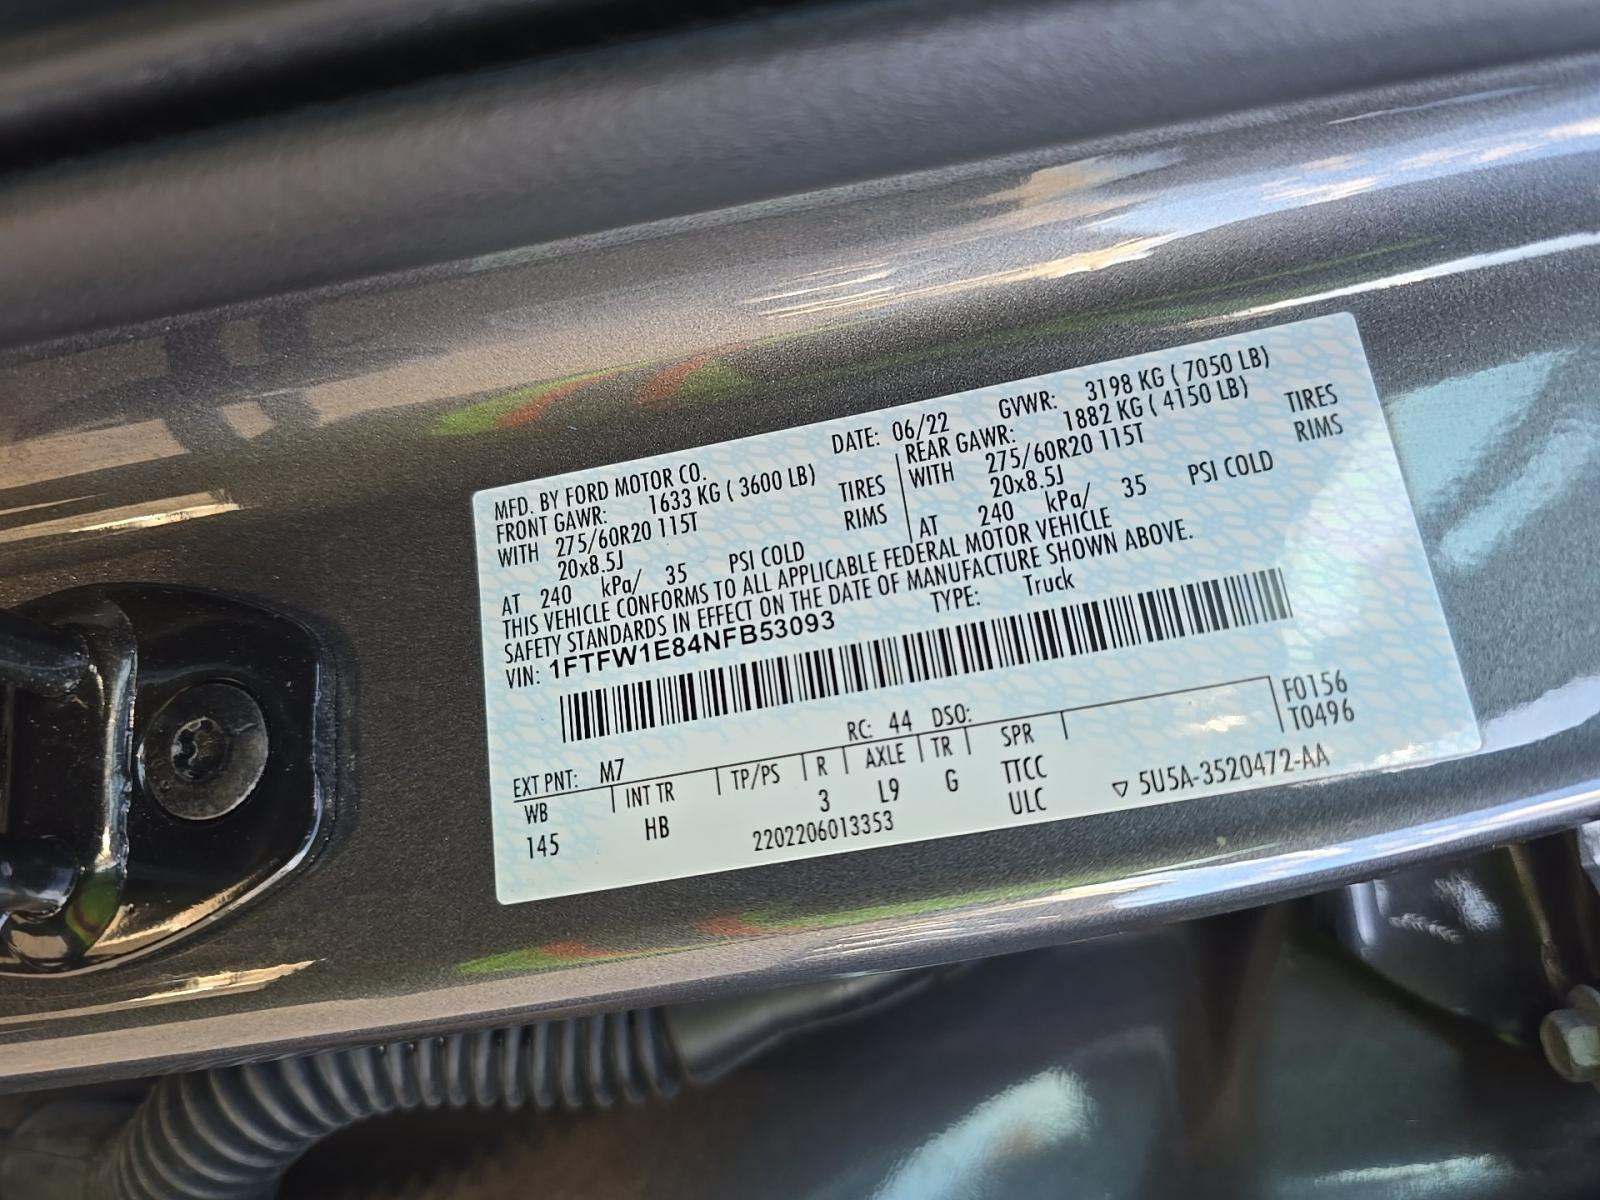 MFD. BY FORD MOTOR CO. DATE: 06/22 GVWR: 3198 KG ( 7050 LB)
FRONT GAWR: 1633 KG ( 3600 LB) REAR GAWR: 1882 KG ( 4150 LB)
WITH 275/60R20 115T TIRES WITH 275/60R20 115T TIRES
20x8.5J RIMS 20x8.5J RIMS
AT 240 kPa/ 35 PSI COLD AT 240 kPa/ 35 PSI COLD
THIS VEHICLE CONFORMS TO ALL APPLICABLE FEDERAL MOTOR VEHICLE
SAFETY STANDARDS IN EFFECT ON THE DATE OF MANUFACTURE SHOWN ABOVE.
VIN: 1FTFW1E84NFB53093 TYPE: Truck
F0156
EXT PNT: M7 RC: 44 DSO: T0496
WB INT TR TP/PS R AXLE TR SPR
145 HB 3 L9 G TTCC
2202206013353 ULC ▽ 5U5A-3520472-AA